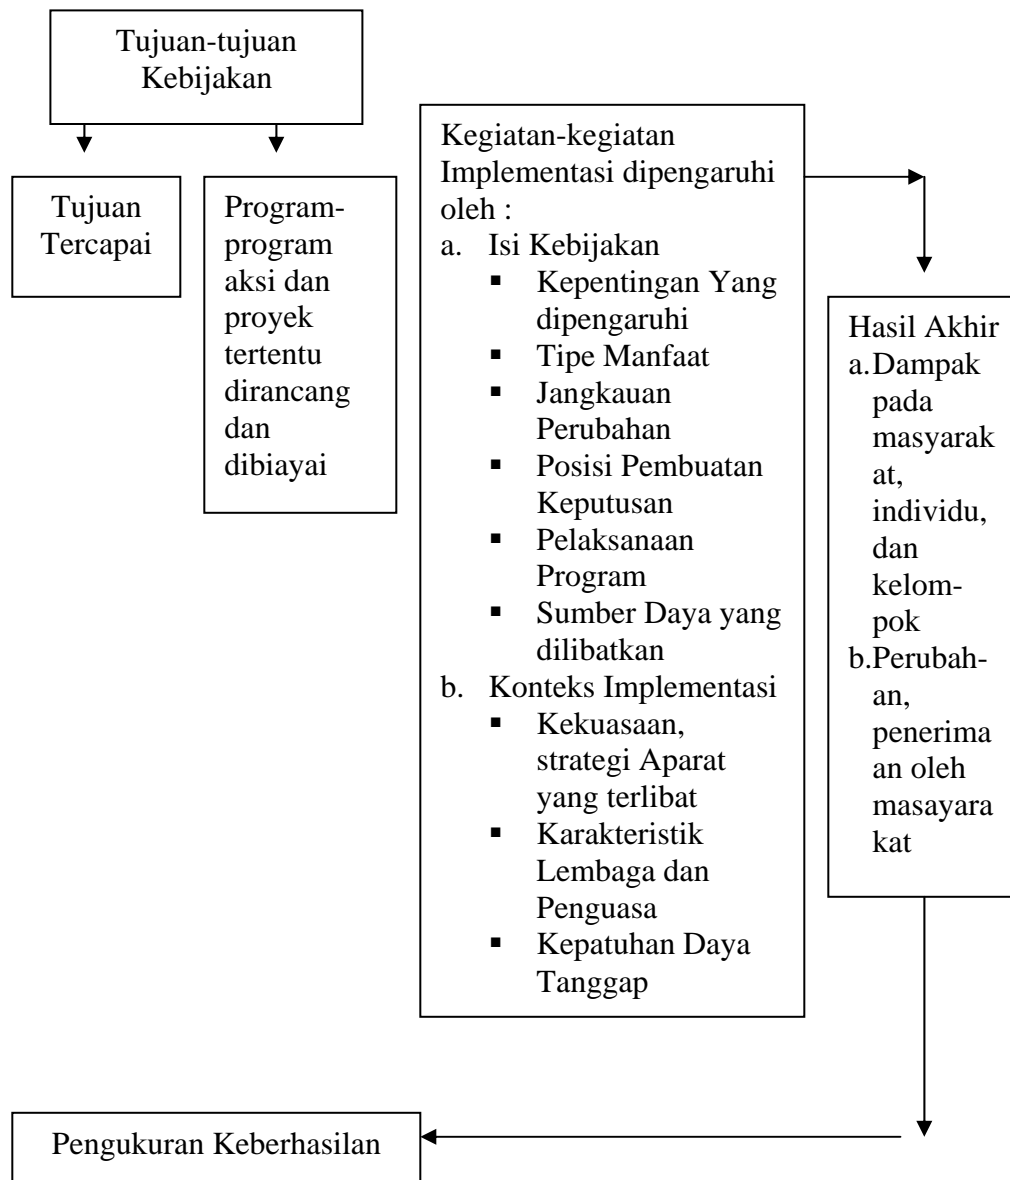 Tujuan-tujuan
Kebijakan
Tujuan
Tercapai
Program-
program
aksi dan
proyek
tertentu
dirancang
dan
dibiayai
Kegiatan-kegiatan
Implementasi dipengaruhi
oleh :
a. Isi Kebijakan
▪ Kepentingan Yang
dipengaruhi
▪ Tipe Manfaat
▪ Jangkauan
Perubahan
▪ Posisi Pembuatan
Keputusan
▪ Pelaksanaan
Program
▪ Sumber Daya yang
dilibatkan
b. Konteks Implementasi
▪ Kekuasaan,
strategi Aparat
yang terlibat
▪ Karakteristik
Lembaga dan
Penguasa
▪ Kepatuhan Daya
Tanggap
Hasil Akhir
a.Dampak
pada
masyarak
at,
individu,
dan
kelom-
pok
b.Perubah-
an,
penerima
an oleh
masayara
kat
Pengukuran Keberhasilan